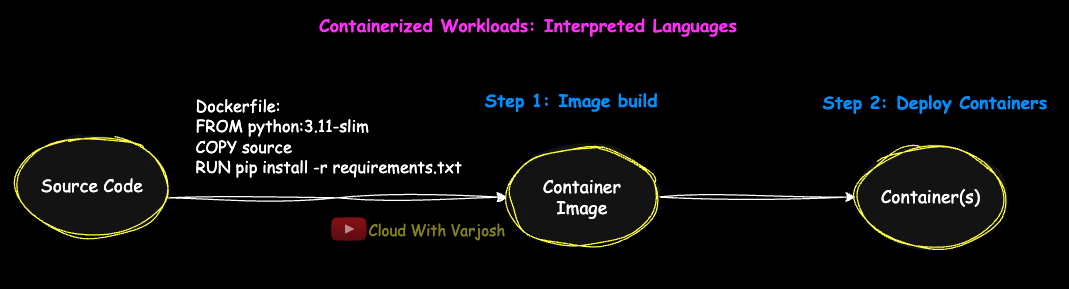 Containerized Workloads: Interpreted Languages
Step 1: Image build
Step 2: Deploy Containers
Dockerfile:
FROM python:3.11-slim
COPY source
RUN pip install -r requirements.txt
Source Code
Container
Image
Container(s)
Cloud With Varjosh